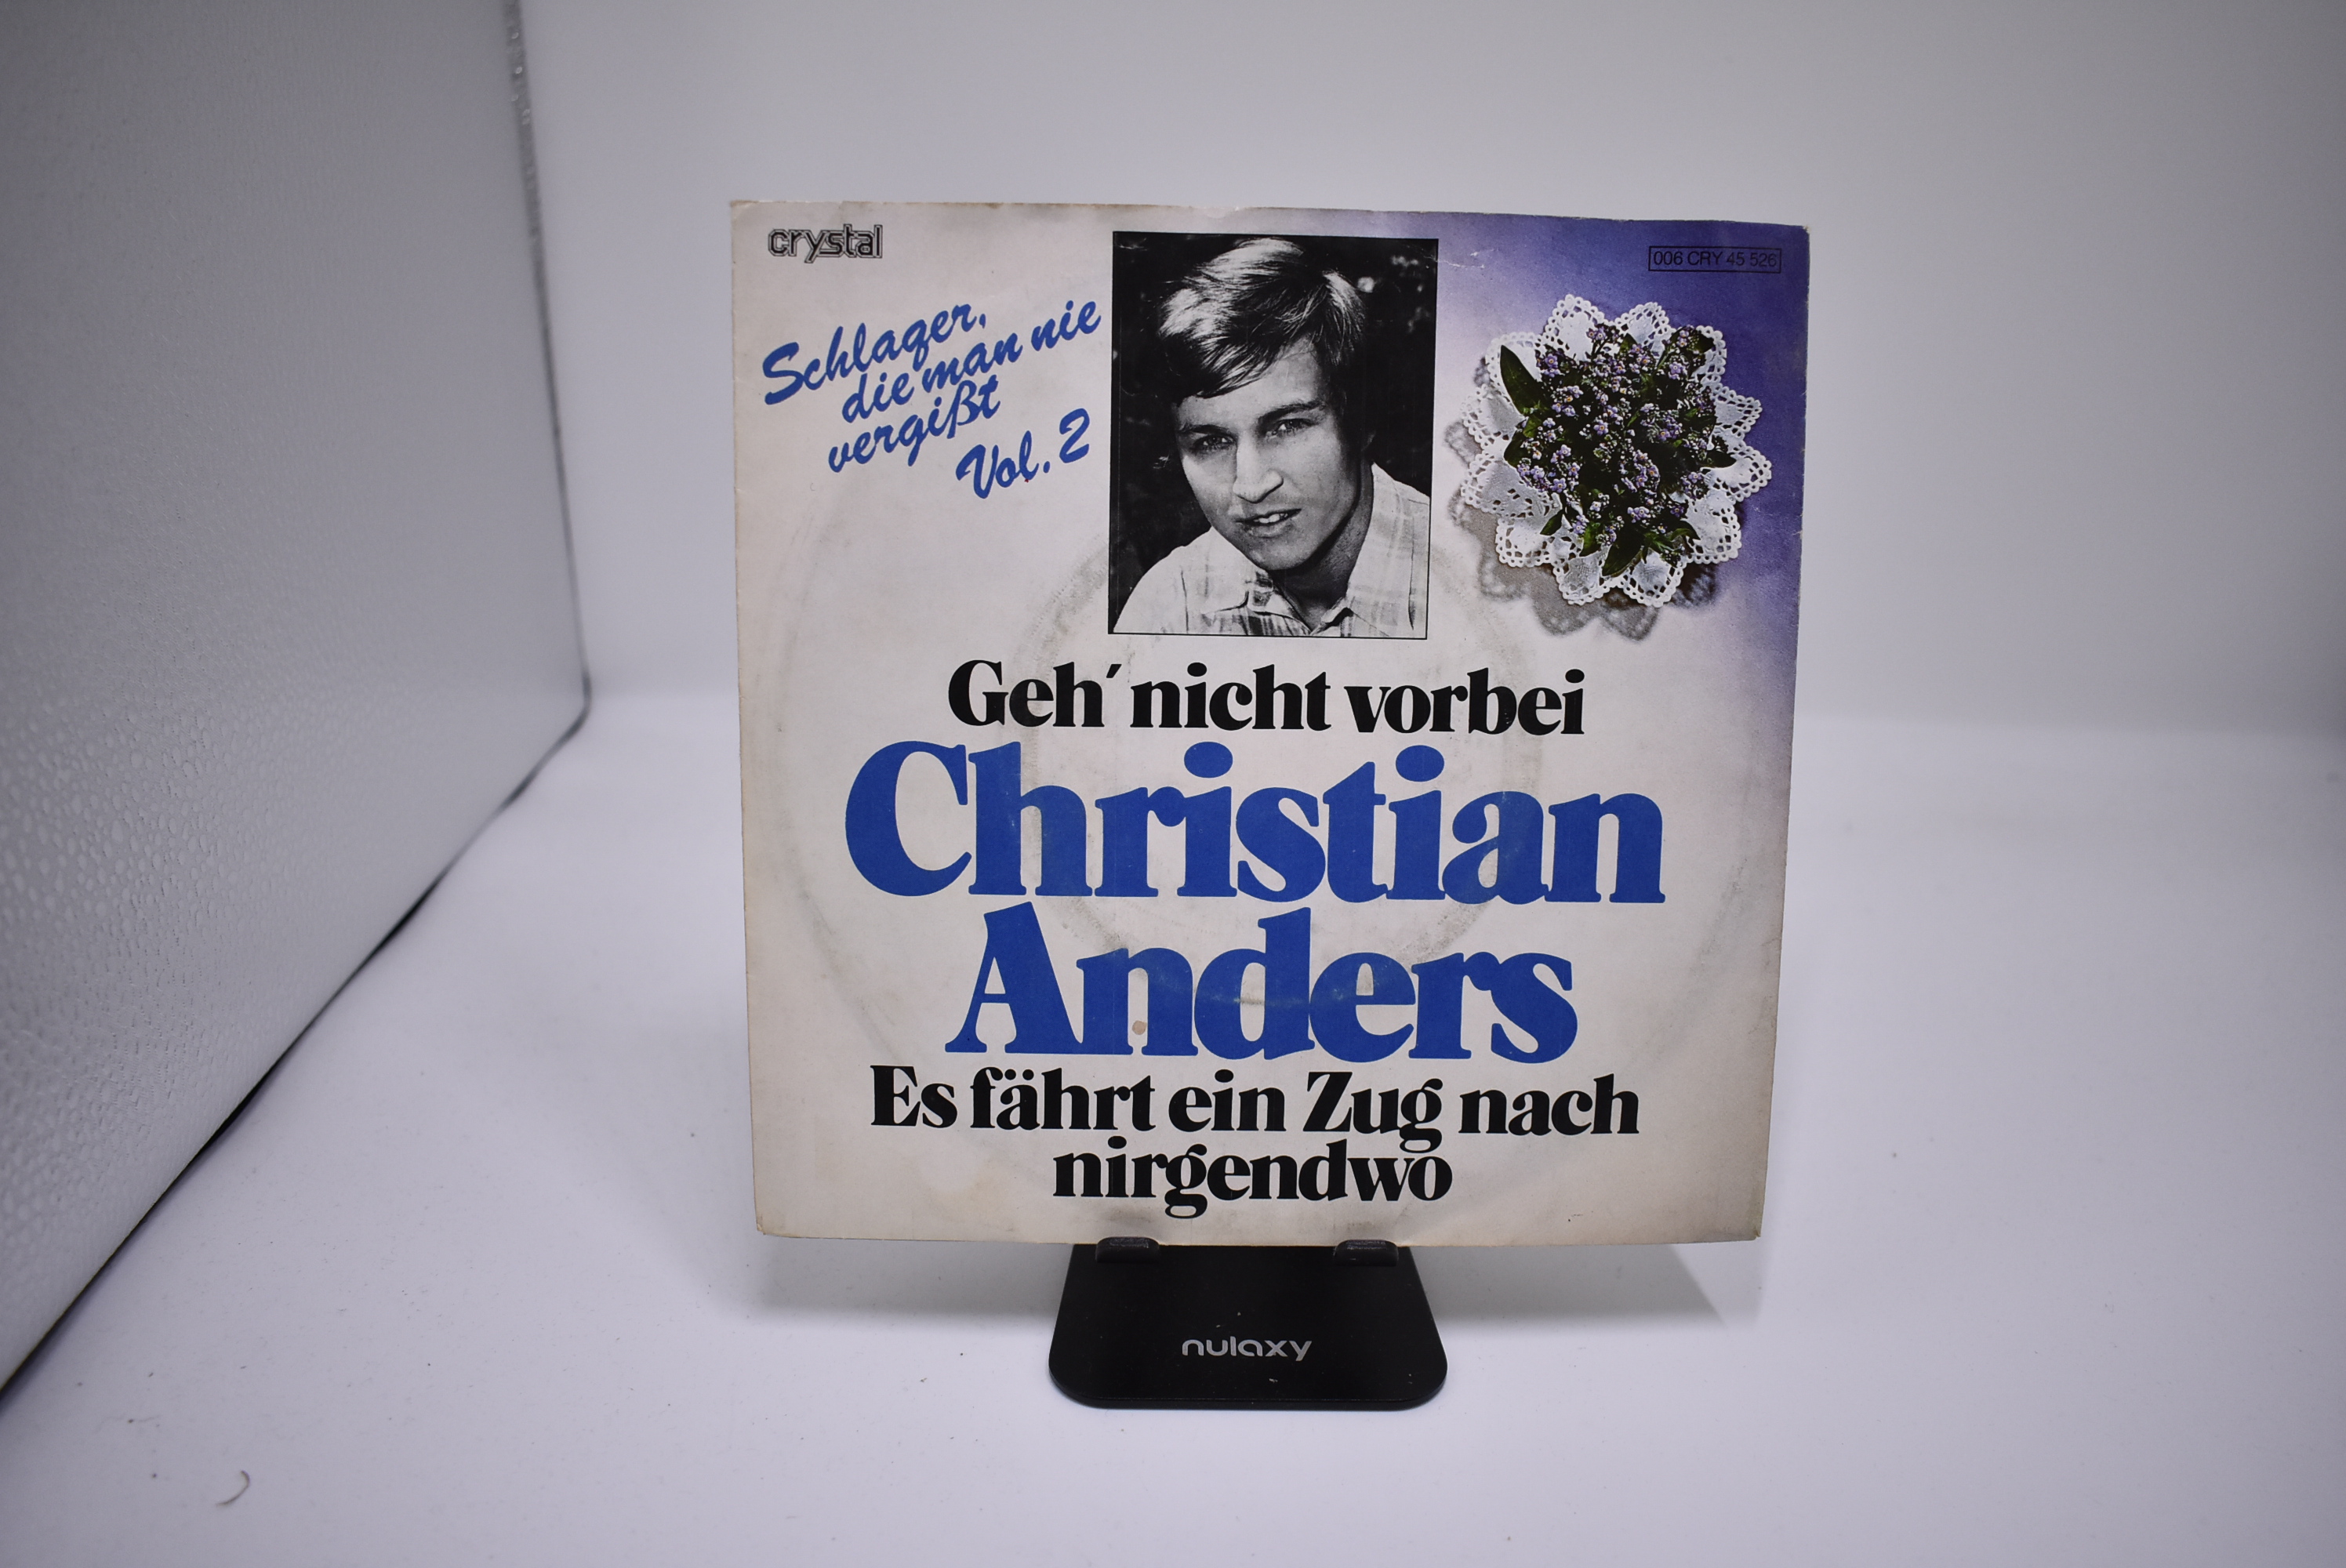 crystal
006 CRY 45 526
Schlager,
die man nie
vergißt
Vol. 2
Geh´nicht vorbei
Christian
Anders
Es fährt ein Zug nach
nirgendwo
nulaxy